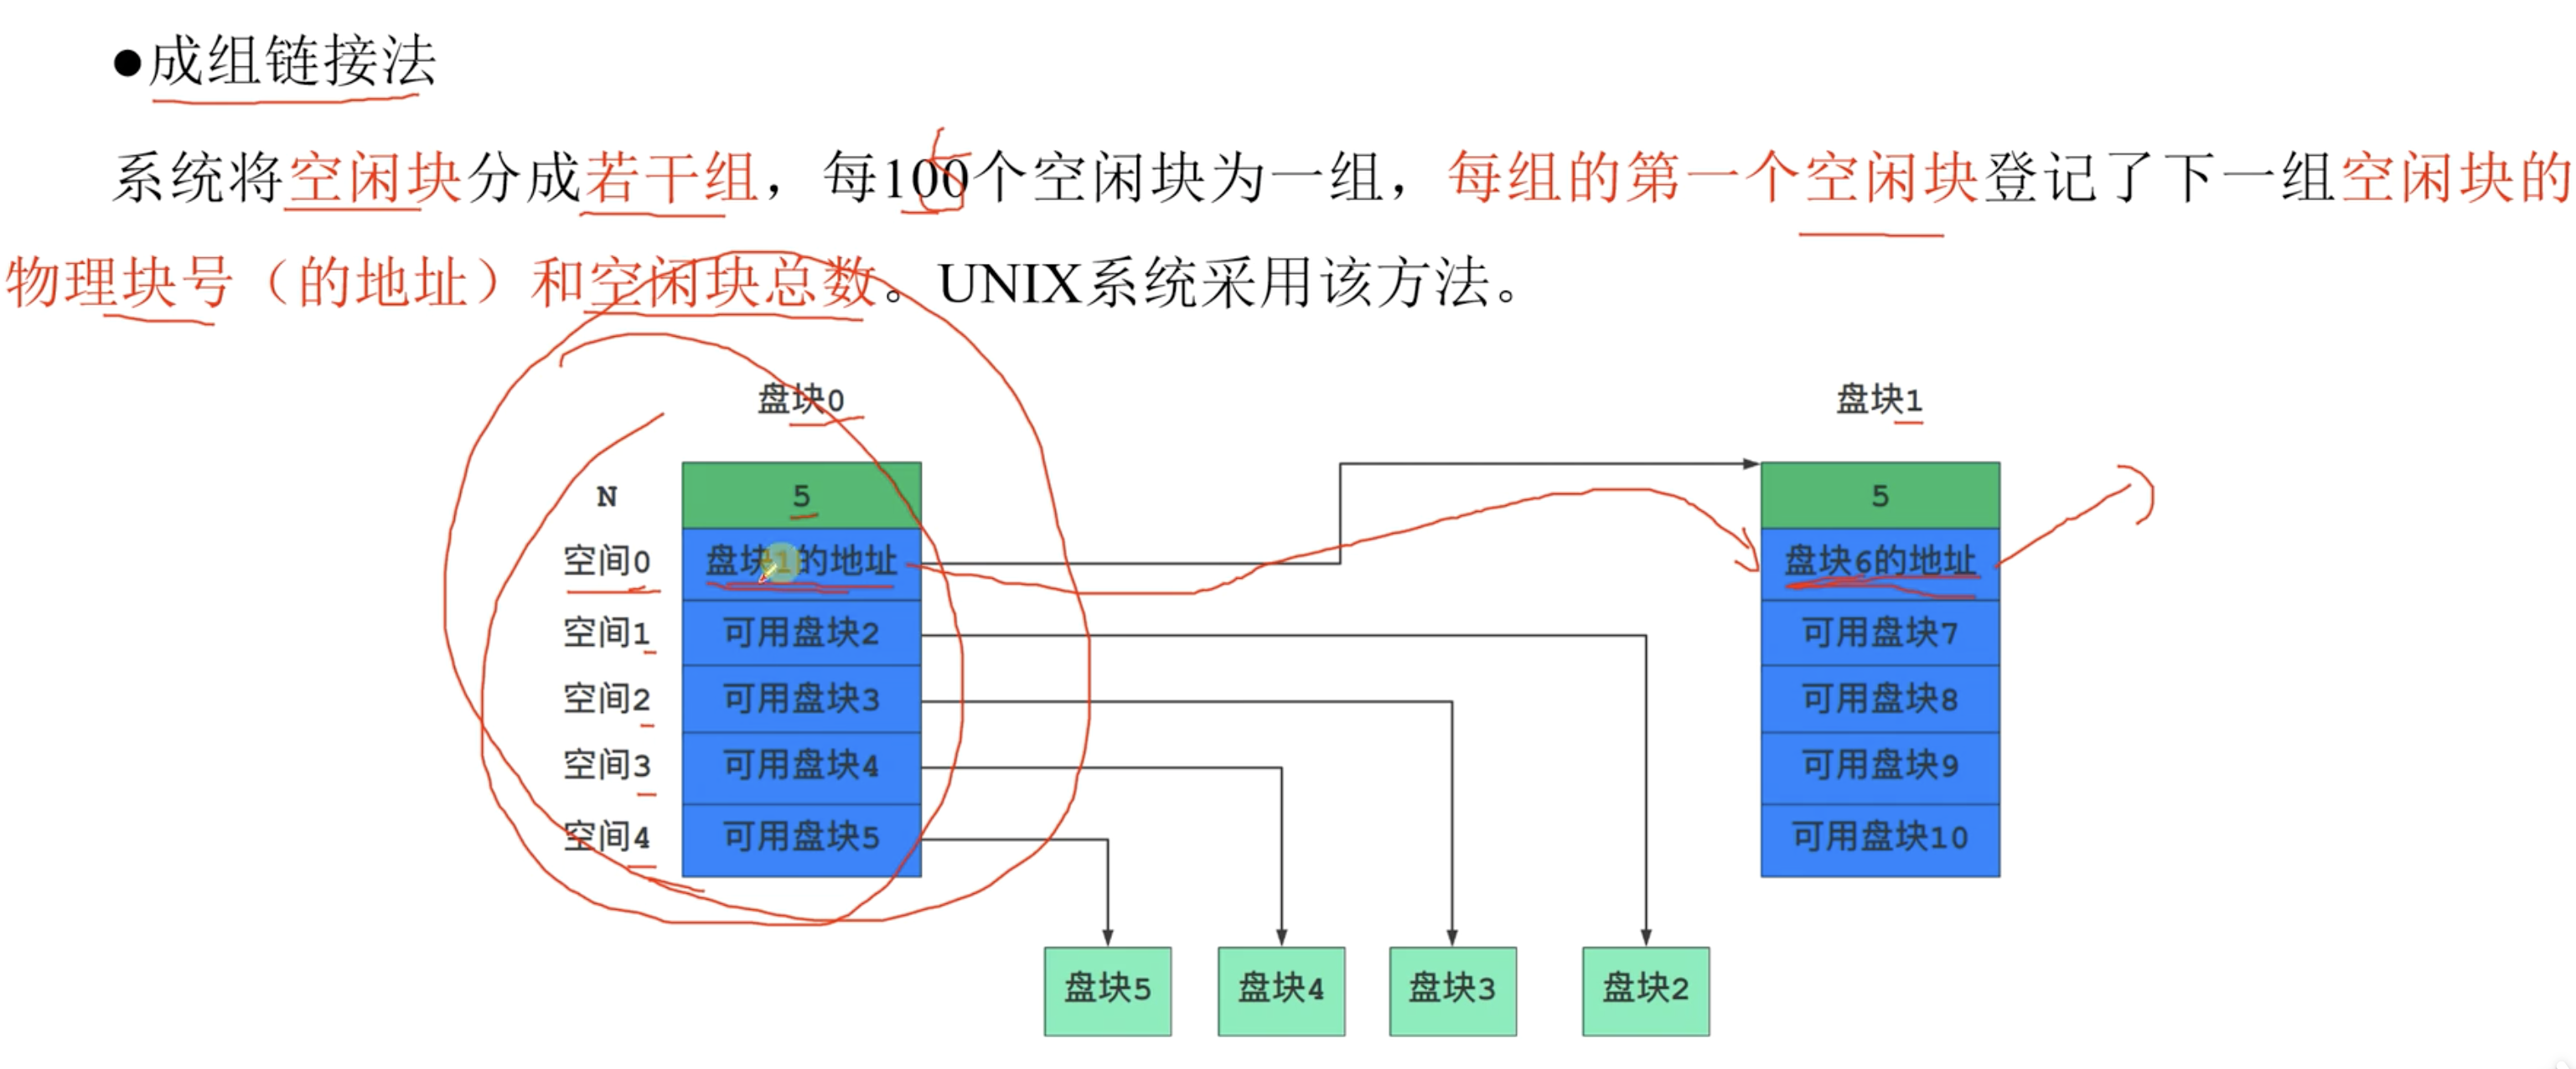 ●成组链接法
系统将空闲块分成若干组，每100个空闲块为一组，每组的第一个空闲块登记了下一组空闲块的
物理块号（的地址）和空闲块总数。UNIX系统采用该方法。
盘块0
盘块1
N
5
5
空间0
盘块1的地址
盘块6的地址
空间1
可用盘块2
可用盘块7
空间2
可用盘块3
可用盘块8
空间3
可用盘块4
可用盘块9
空间4
可用盘块5
可用盘块10
盘块5
盘块4
盘块3
盘块2